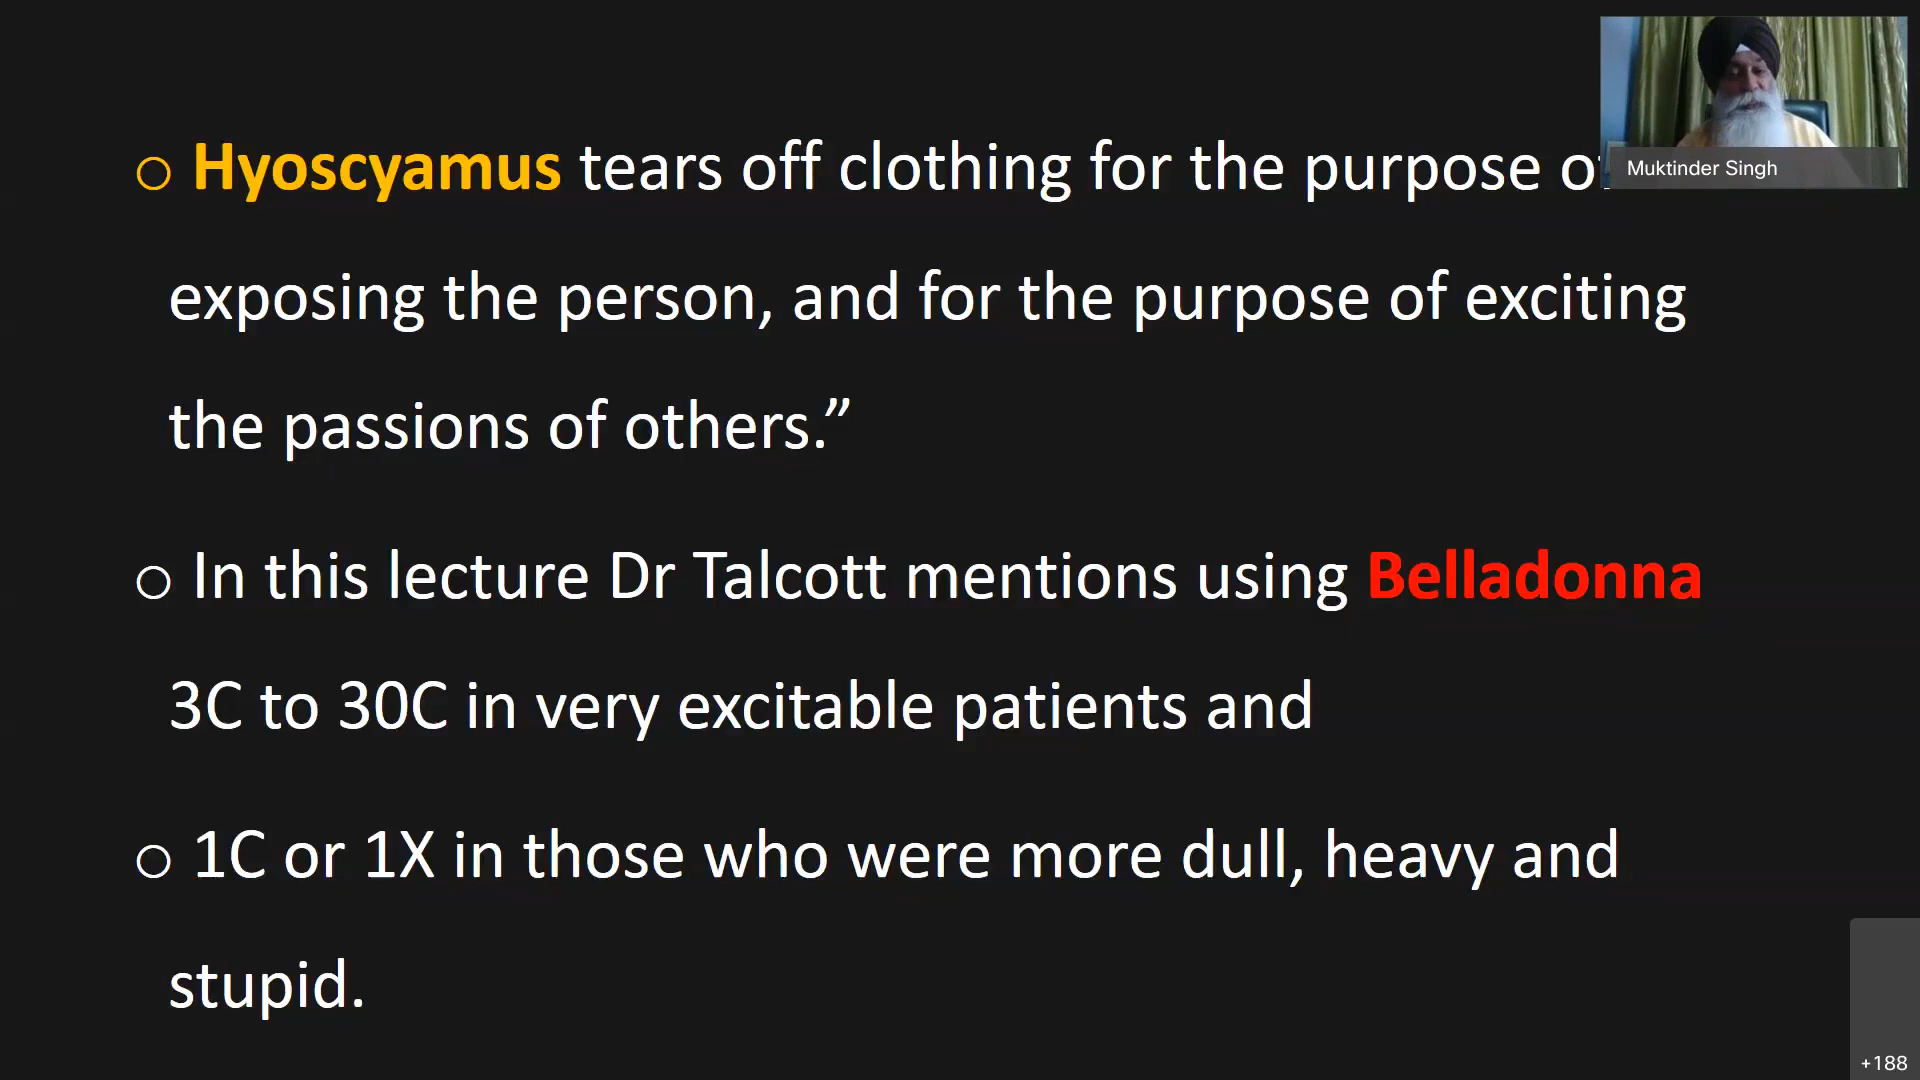 Hyoscyamus tears off clothing for the purpose
exposing the person, and for the purpose of exciting
the passions of others.”
In this lecture Dr Talcott mentions using Belladonna
3C to 30C in very excitable patients and
1C or 1X in those who were more dull, heavy and
stupid.
Muktinder Singh
+188